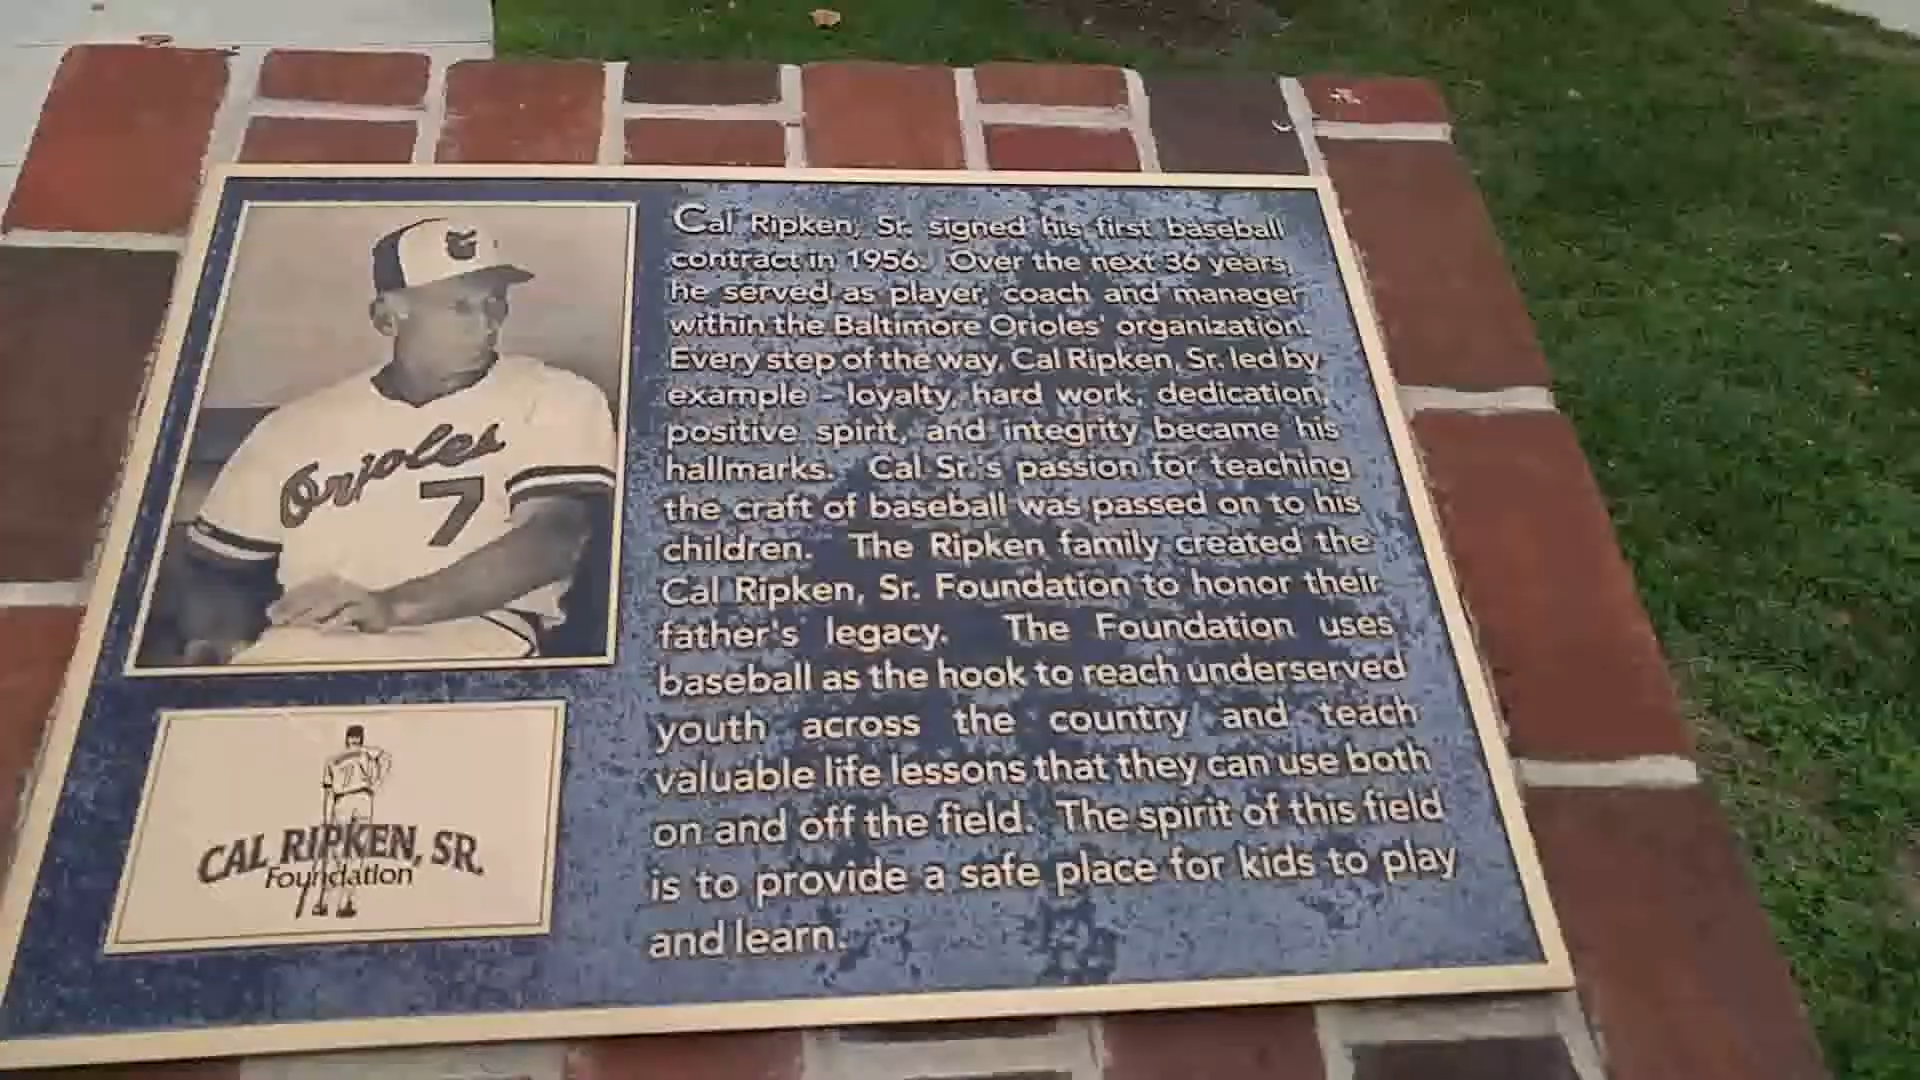 Cal Ripken, Sr. signed his first baseball
contract in 1956. Over the next 36 years,
he served as player, coach and manager
within the Baltimore Orioles' organization.
Every step of the way, Cal Ripken, Sr. led by
example - loyalty, hard work, dedication,
positive spirit, and integrity became his
hallmarks. Cal Sr.'s passion for teaching
the craft of baseball was passed on to his
children. The Ripken family created the
Cal Ripken, Sr. Foundation to honor their
father's legacy. The Foundation uses
baseball as the hook to reach underserved
youth across the country and teach
valuable life lessons that they can use both
on and off the field. The spirit of this field
is to provide a safe place for kids to play
and learn.
Orioles
7
7
CAL RIPKEN, SR.
Foundation